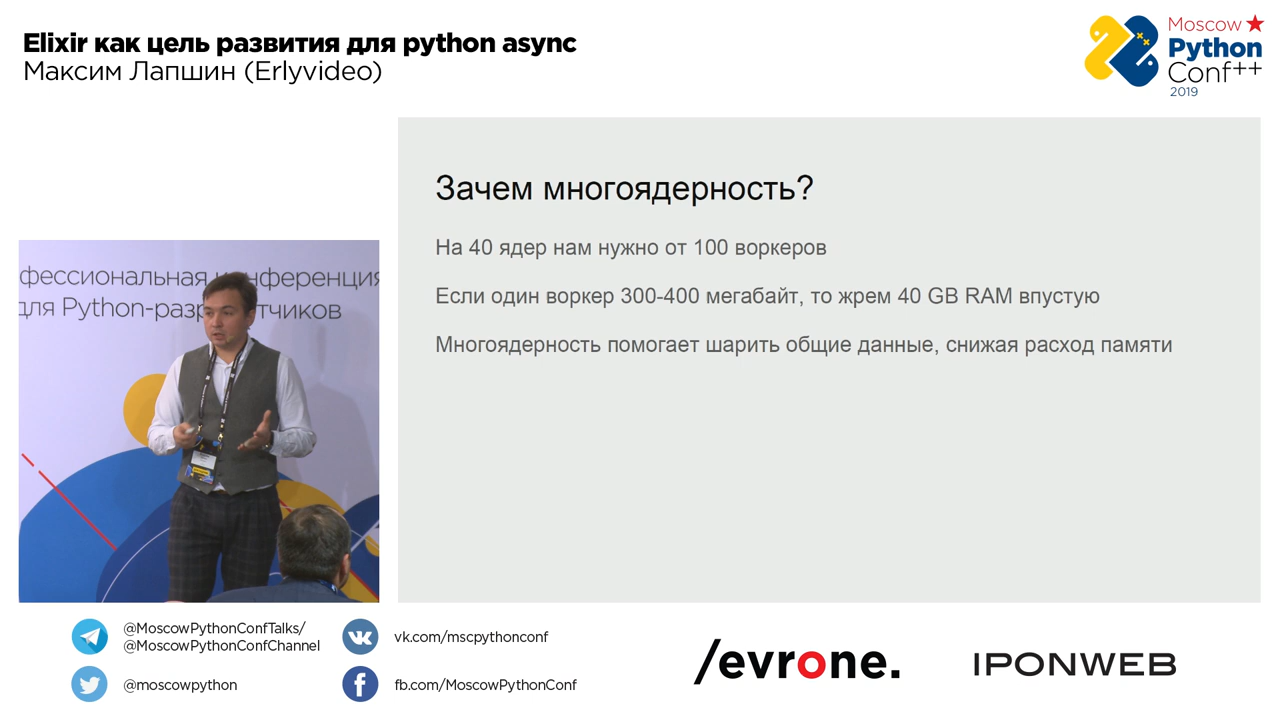 Elixir как цель развития для python async
Максим Лапшин (Erlyvideo)
Moscow
Python
Conf++
2019
Зачем многоядерность?
На 40 ядер нам нужно от 100 воркеров
Если один воркер 300-400 мегабайт, то жрем 40 GB RAM впустую
Многоядерность помогает шарить общие данные, снижая расход памяти
фессиональная конференция
для Python-разр тчиков
@MoscowPythonConfTalks/
@MoscowPythonConfChannel
vk.com/mscpythonconf
@moscowpython
fb.com/MoscowPythonConf
/evrone.
IPONWEB